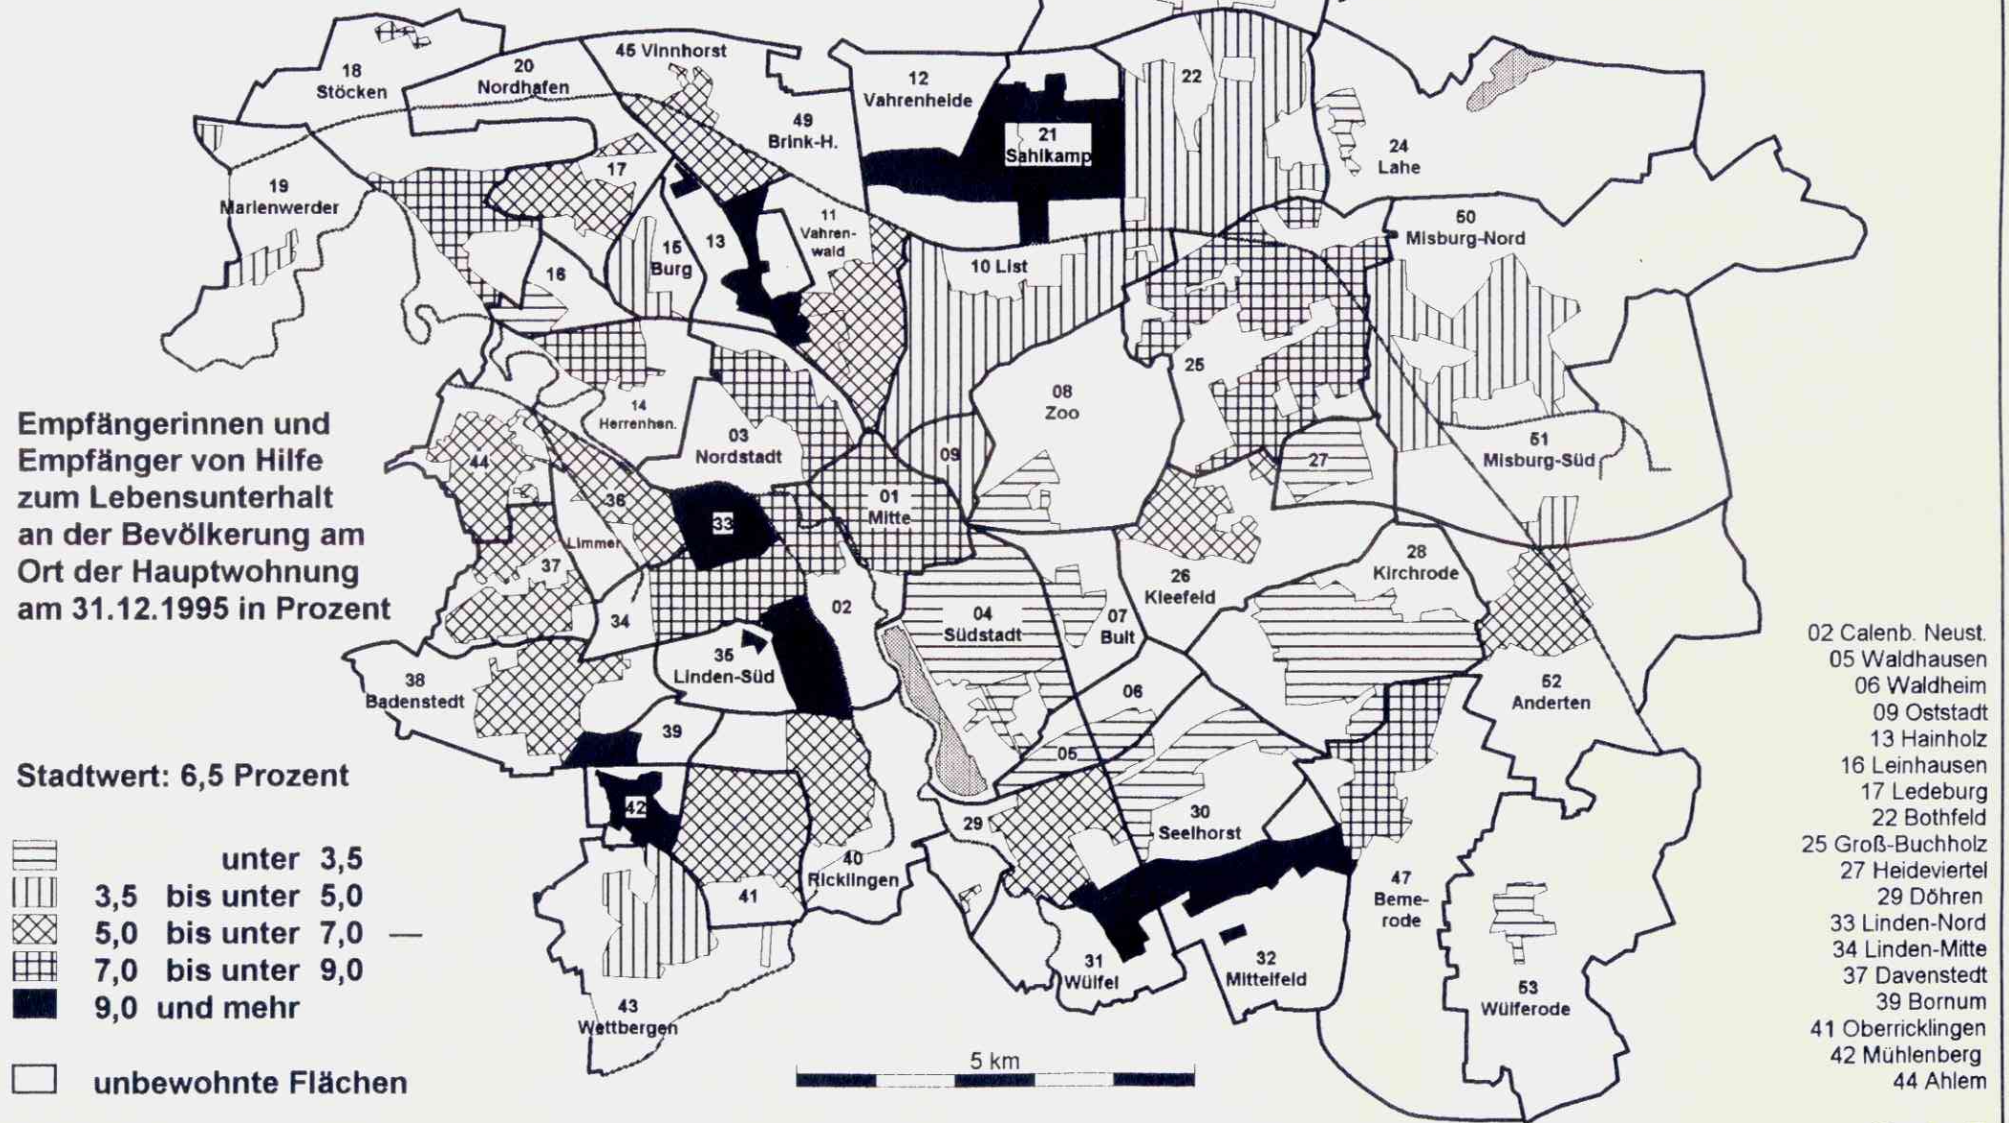 45 Vinnhorst
18
Stöcken
20
Nordhafen
12
Vahrenheide
22
49
Brink-H.
21
Sahlkamp
24
Lahe
17
19
Marienwerder
11
Vahren-
wald
50
Misburg-Nord
13
15
Burg
10 List
16
25
08
Zoo
14
Herrenhsn.
03
Nordstadt
09
27
51
Misburg-Süd
44
36
01
Mitte
33
Limmer
37
28
Kirchrode
26
Kleefeld
34
02
04
Südstadt
07
Bult
35
Linden-Süd
38
Badenstedt
06
52
Anderten
39
05
42
29
30
Seelhorst
40
Ricklingen
41
47
Beme-
rode
31
Wülfel
32
Mittelfeld
53
Wülferode
43
Wettbergen
5 km
Empfängerinnen und
Empfänger von Hilfe
zum Lebensunterhalt
an der Bevölkerung am
Ort der Hauptwohnung
am 31.12.1995 in Prozent
Stadtwert: 6,5 Prozent
unter 3,5
3,5 bis unter 5,0
5,0 bis unter 7,0 —
7,0 bis unter 9,0
9,0 und mehr
unbewohnte Flächen
02 Calenb. Neust.
05 Waldhausen
06 Waldheim
09 Oststadt
13 Hainholz
16 Leinhausen
17 Ledeburg
22 Bothfeld
25 Groß-Buchholz
27 Heideviertel
29 Döhren
33 Linden-Nord
34 Linden-Mitte
37 Davenstedt
39 Bornum
41 Oberricklingen
42 Mühlenberg
44 Ahlem